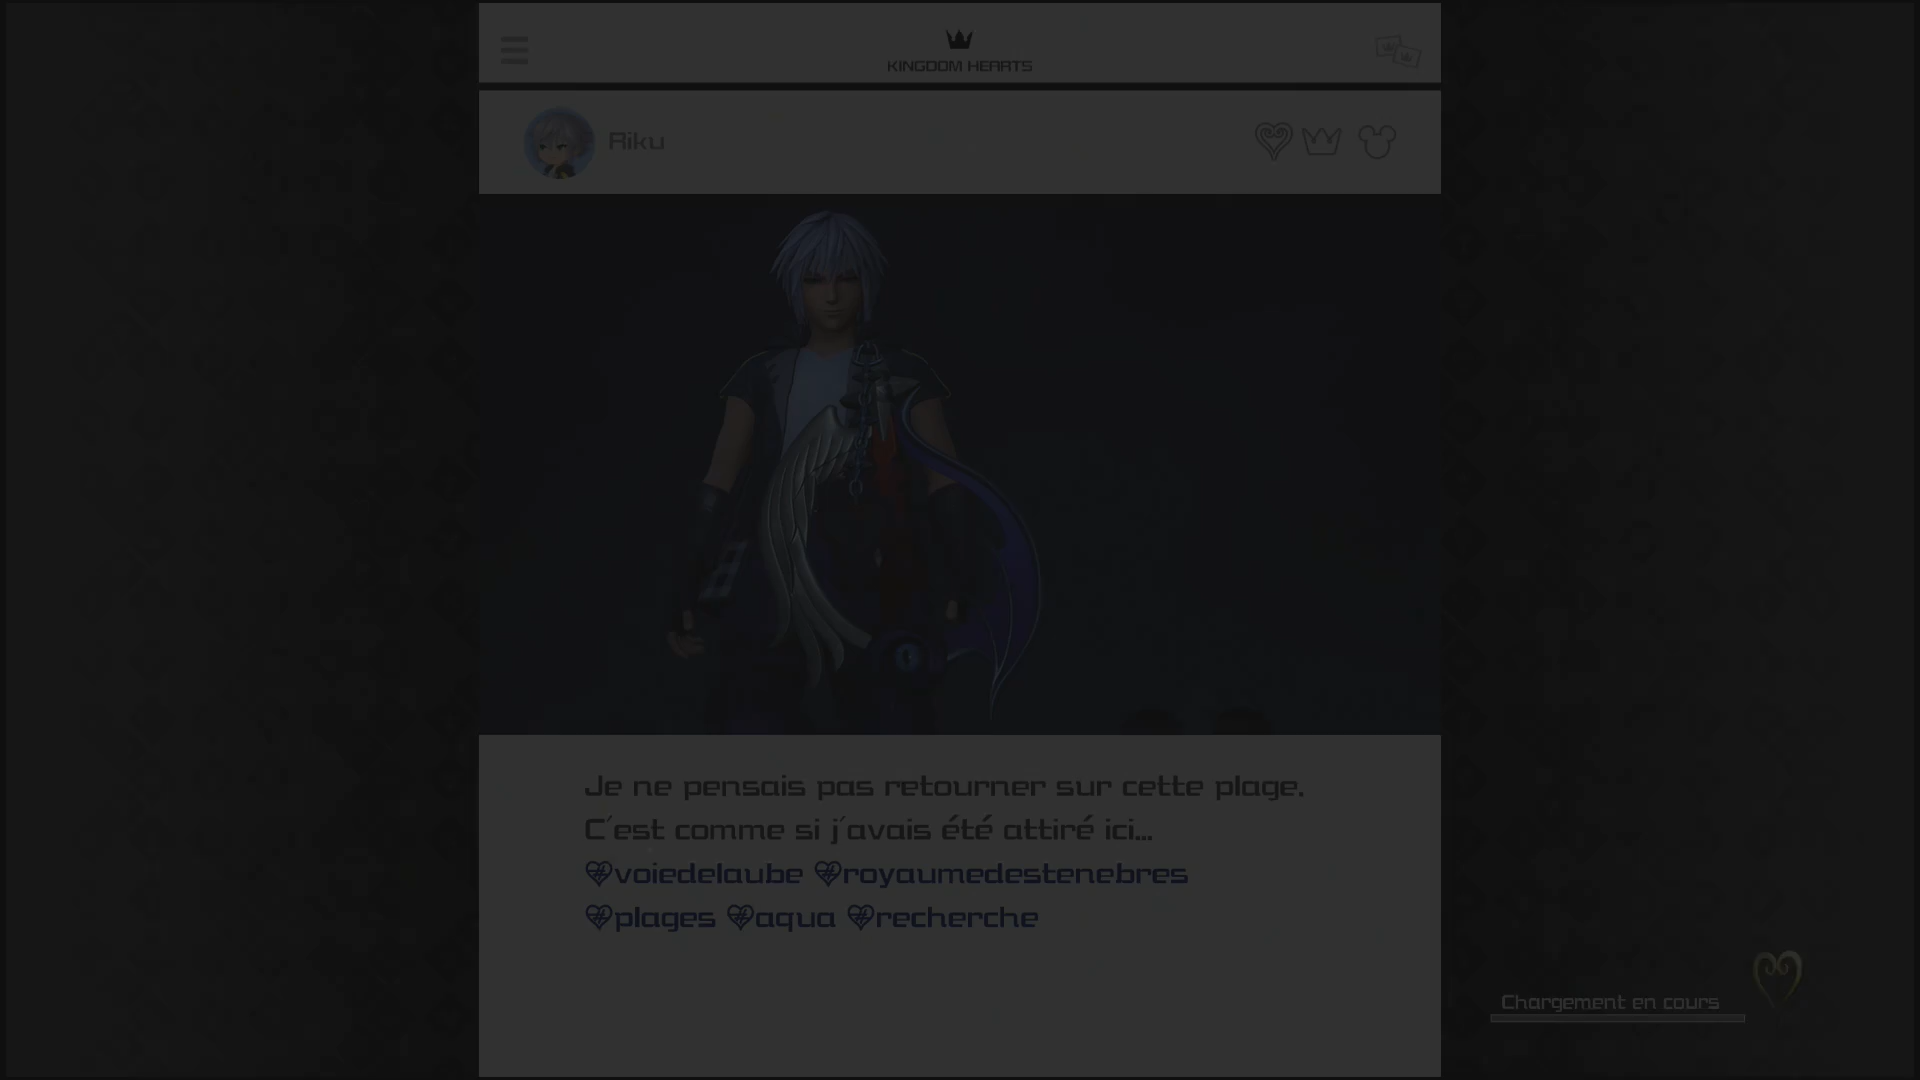 KINGDOM HEARTS
Riku
Je ne pensais pas retourner sur cette plage.
C'est comme si j'avais été attiré ici...
#voiedelaube #royaumedestenebres
#plages #aqua #recherche
Chargement en cours